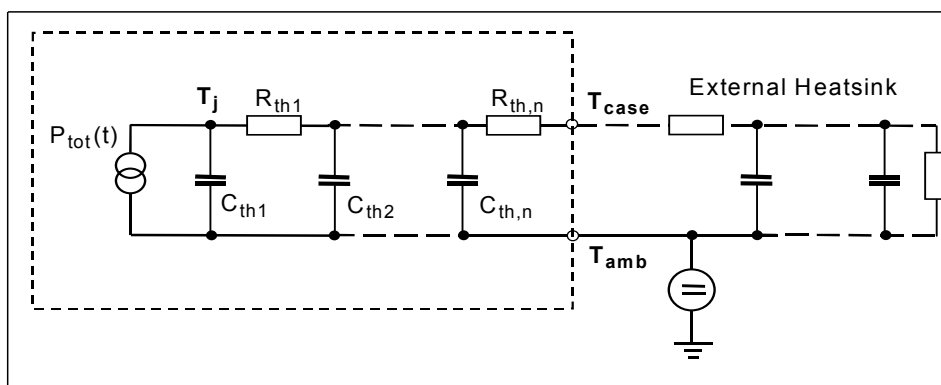 External Heatsink
T_j R_th1 R_th,n T_case
P_tot(t)
C_th1 C_th2 C_th,n
T_amb